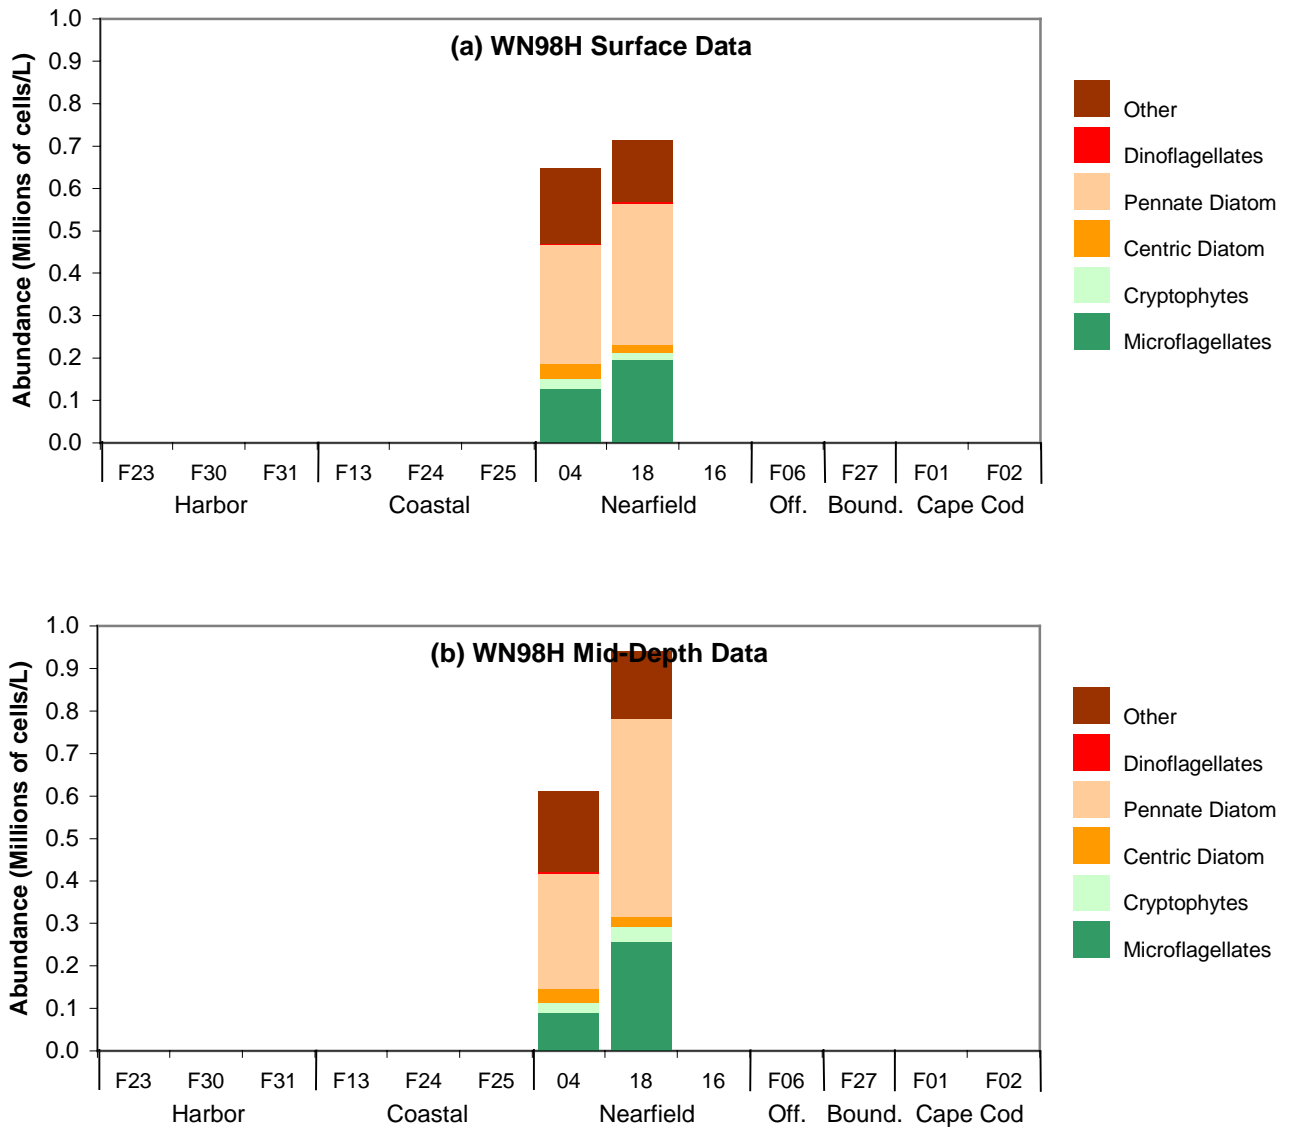 (a) WN98H Surface Data
Abundance (Millions of cells/L)
1.0
0.9
0.8
0.7
0.6
0.5
0.4
0.3
0.2
0.1
0.0
F23 F30 F31 F13 F24 F25 04 18 16 F06 F27 F01 F02
Harbor Coastal Nearfield Off. Bound. Cape Cod
Other
Dinoflagellates
Pennate Diatom
Centric Diatom
Cryptophytes
Microflagellates
(b) WN98H Mid-Depth Data
Abundance (Millions of cells/L)
1.0
0.9
0.8
0.7
0.6
0.5
0.4
0.3
0.2
0.1
0.0
F23 F30 F31 F13 F24 F25 04 18 16 F06 F27 F01 F02
Harbor Coastal Nearfield Off. Bound. Cape Cod
Other
Dinoflagellates
Pennate Diatom
Centric Diatom
Cryptophytes
Microflagellates